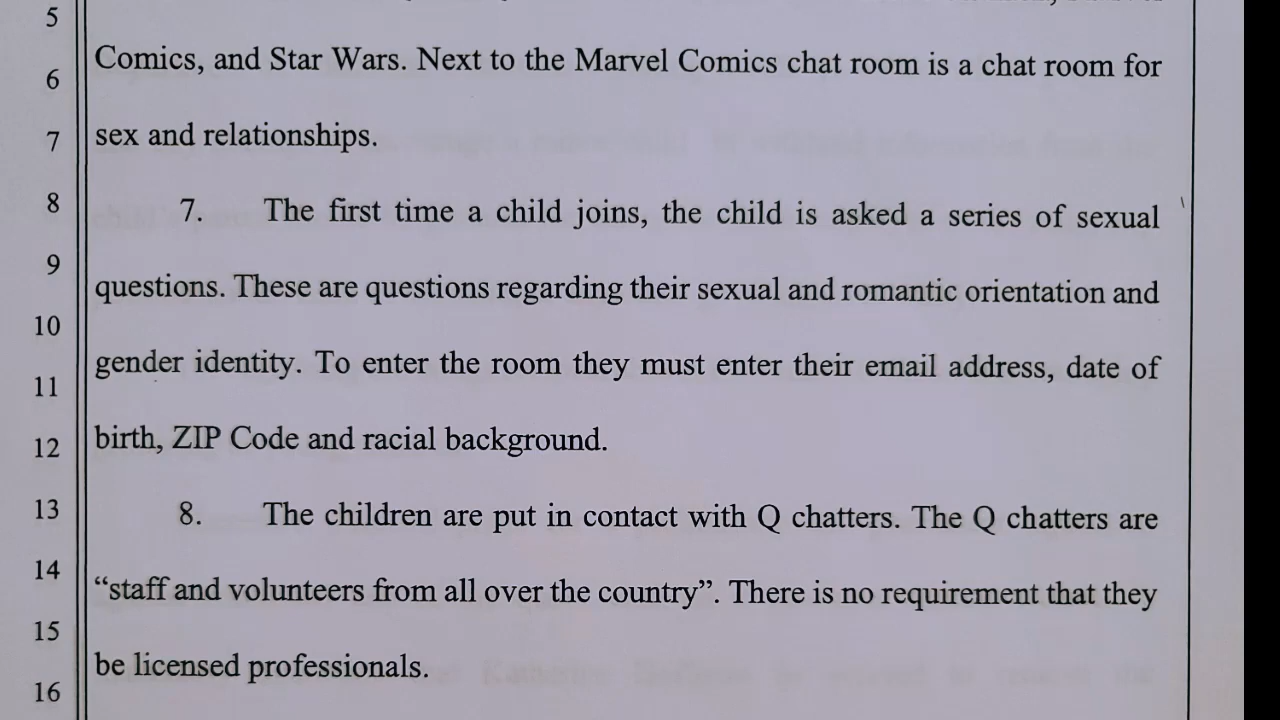 5
Comics, and Star Wars. Next to the Marvel Comics chat room is a chat room for
6
sex and relationships.
7
8
7. The first time a child joins, the child is asked a series of sexual
9
questions. These are questions regarding their sexual and romantic orientation and
10
gender identity. To enter the room they must enter their email address, date of
11
birth, ZIP Code and racial background.
12
13
8. The children are put in contact with Q chatters. The Q chatters are
14
“staff and volunteers from all over the country”. There is no requirement that they
15
be licensed professionals.
16